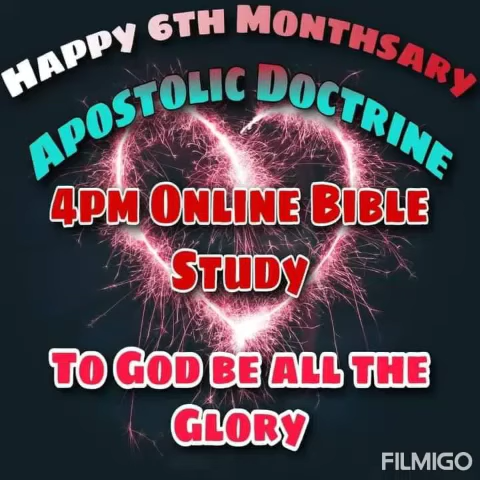 Happy 6th Monthsary
Apostolic Doctrine
4pm Online Bible
Study
To God be all the
Glory
FILMIGO